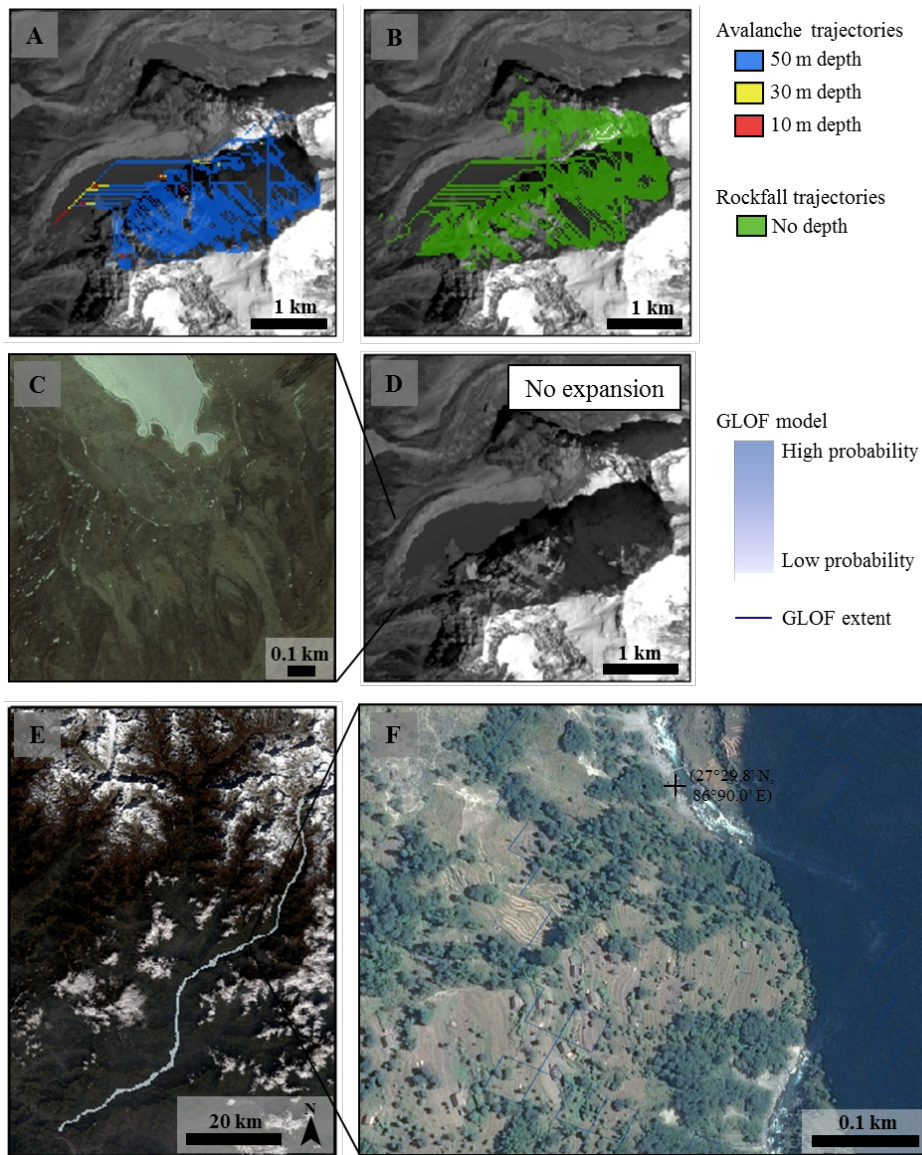 A
B
Avalanche trajectories
50 m depth
30 m depth
10 m depth
Rockfall trajectories
No depth
1 km
1 km
C
D
No expansion
GLOF model
High probability
Low probability
GLOF extent
0.1 km
1 km
E
F
(27°29.8' N,
86°90.0' E)
20 km
N
0.1 km